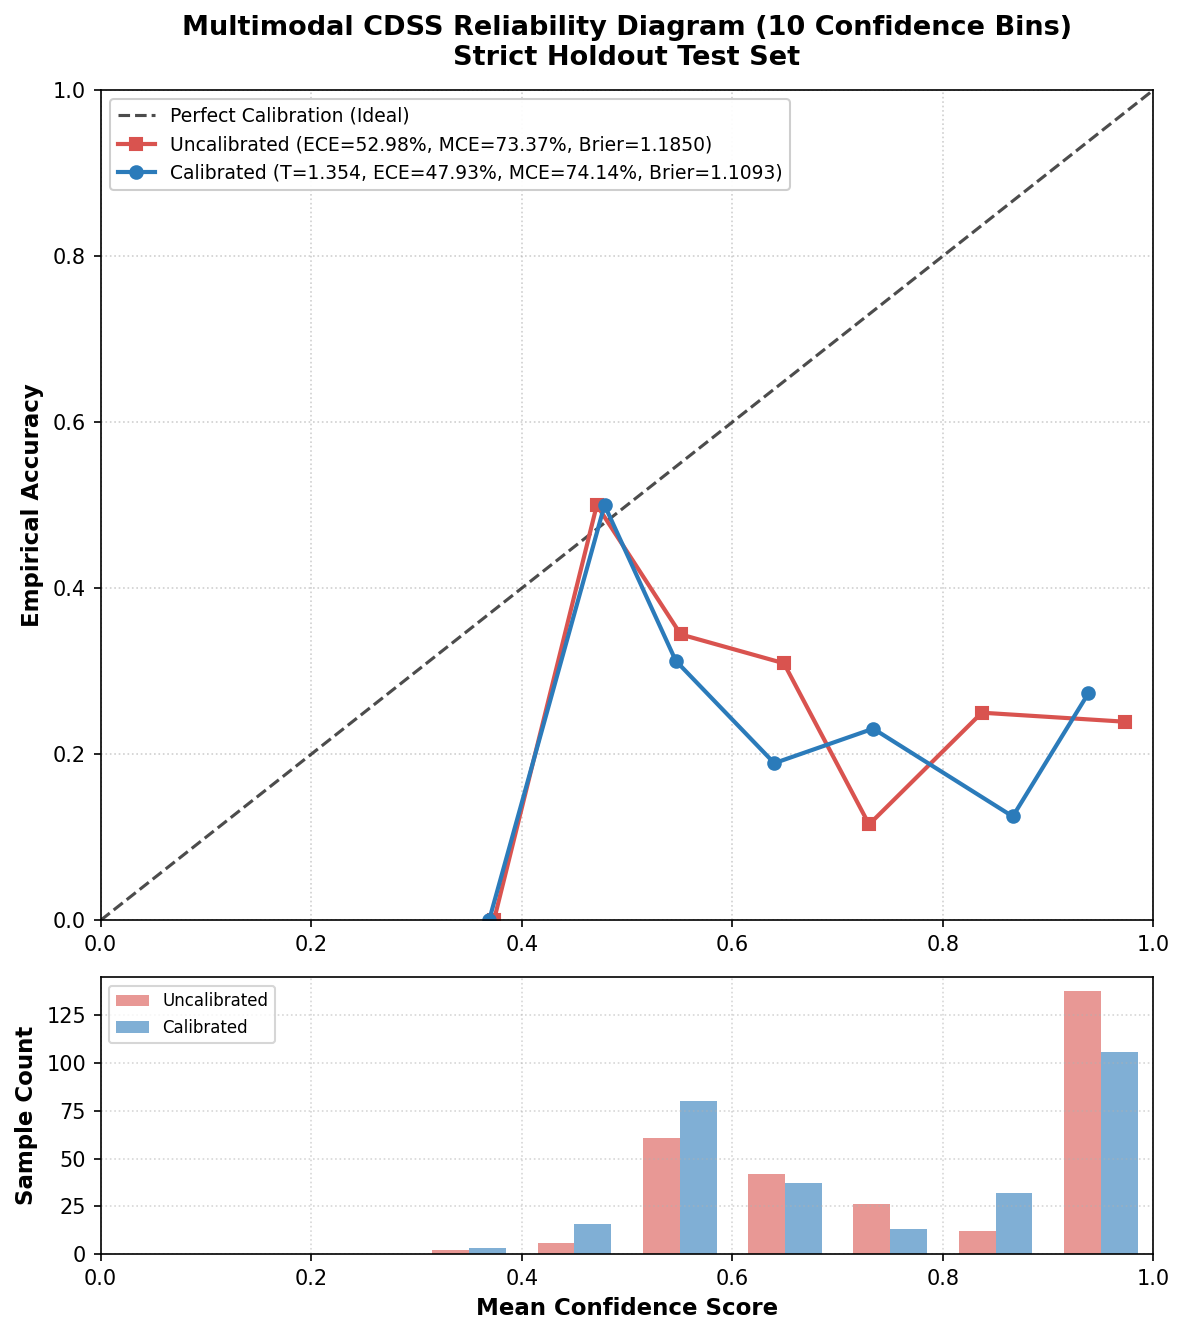 Multimodal CDSS Reliability Diagram (10 Confidence Bins)
Strict Holdout Test Set
Perfect Calibration (Ideal)
Uncalibrated (ECE=52.98%, MCE=73.37%, Brier=1.1850)
Calibrated (T=1.354, ECE=47.93%, MCE=74.14%, Brier=1.1093)
Empirical Accuracy
1.0
0.8
0.6
0.4
0.2
0.0
0.0 0.2 0.4 0.6 0.8 1.0
Uncalibrated
Calibrated
Sample Count
125
100
75
50
25
0
0.0 0.2 0.4 0.6 0.8 1.0
Mean Confidence Score